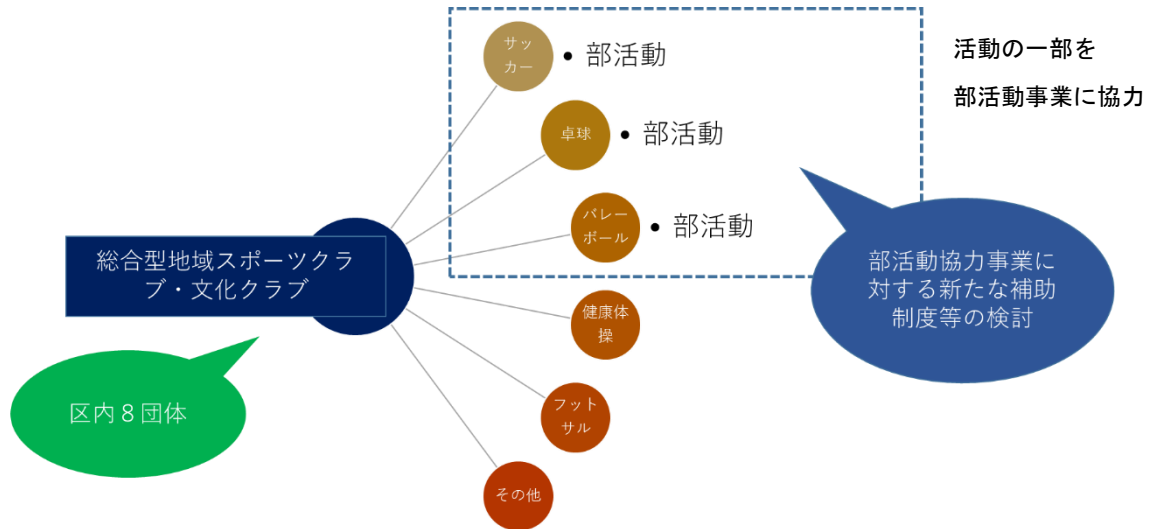 サッ
カー
• 部活動
活動の一部を
部活動事業に協力
卓球
• 部活動
バレー
ボール
• 部活動
総合型地域スポーツクラ
ブ・文化クラブ
部活動協力事業に
対する新たな補助
制度等の検討
健康体
操
区内8団体
フット
サル
その他